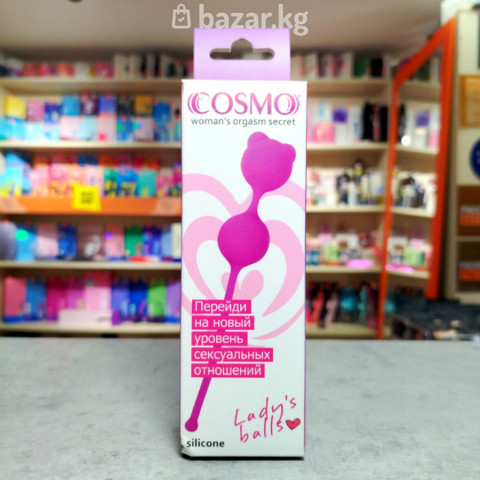 bazar.kg
COSMO
woman's orgasm secret
Перейди
на новый
уровень
сексуальных
отношений
Lady's
balls
silicone